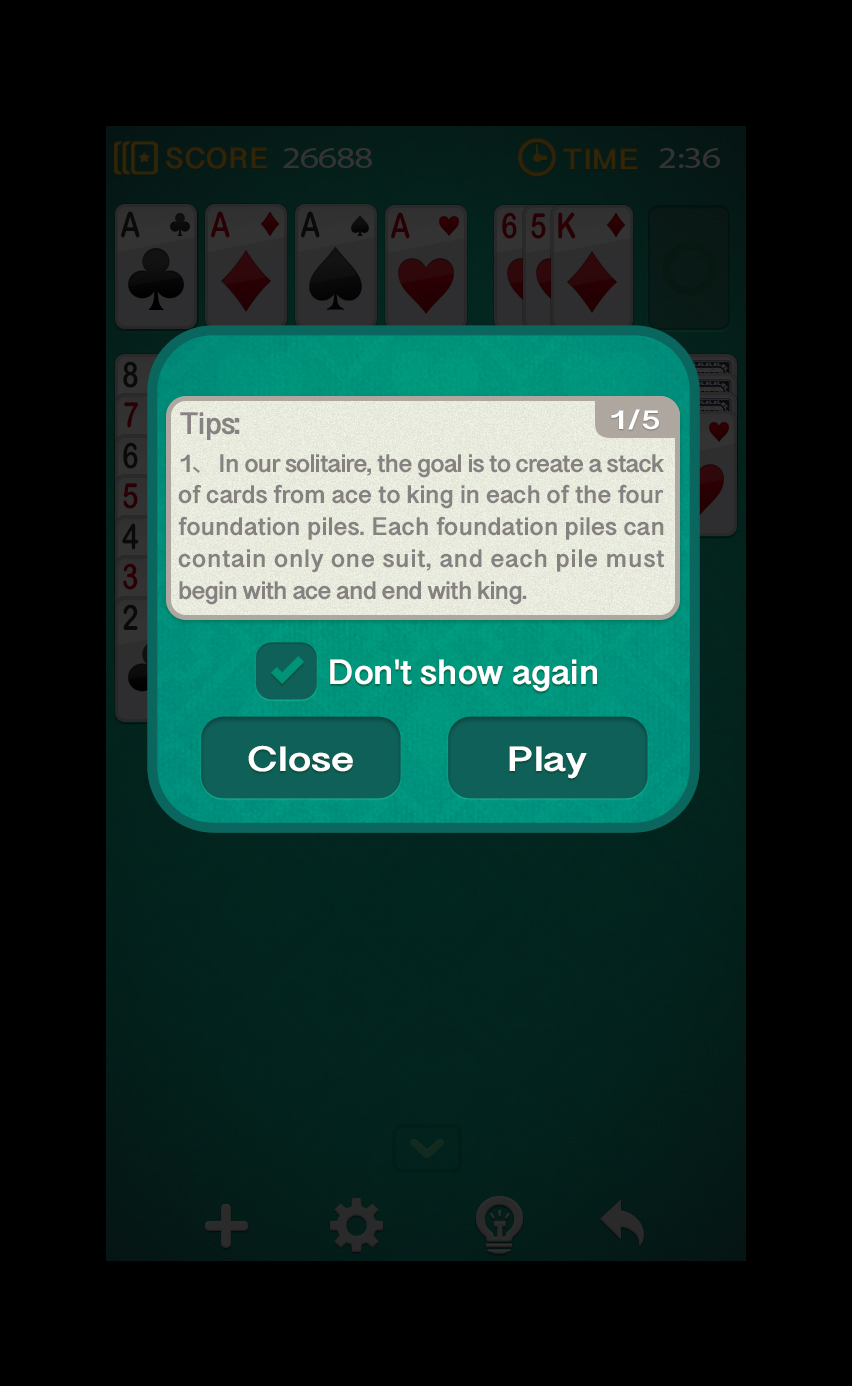 SCORE 26688 TIME 2:36
A A A A 6 5 K
8
7
6
5
4
3
2
Tips: 1/5
1、 In our solitaire, the goal is to create a stack
of cards from ace to king in each of the four
foundation piles. Each foundation piles can
contain only one suit, and each pile must
begin with ace and end with king.
Don't show again
Close Play